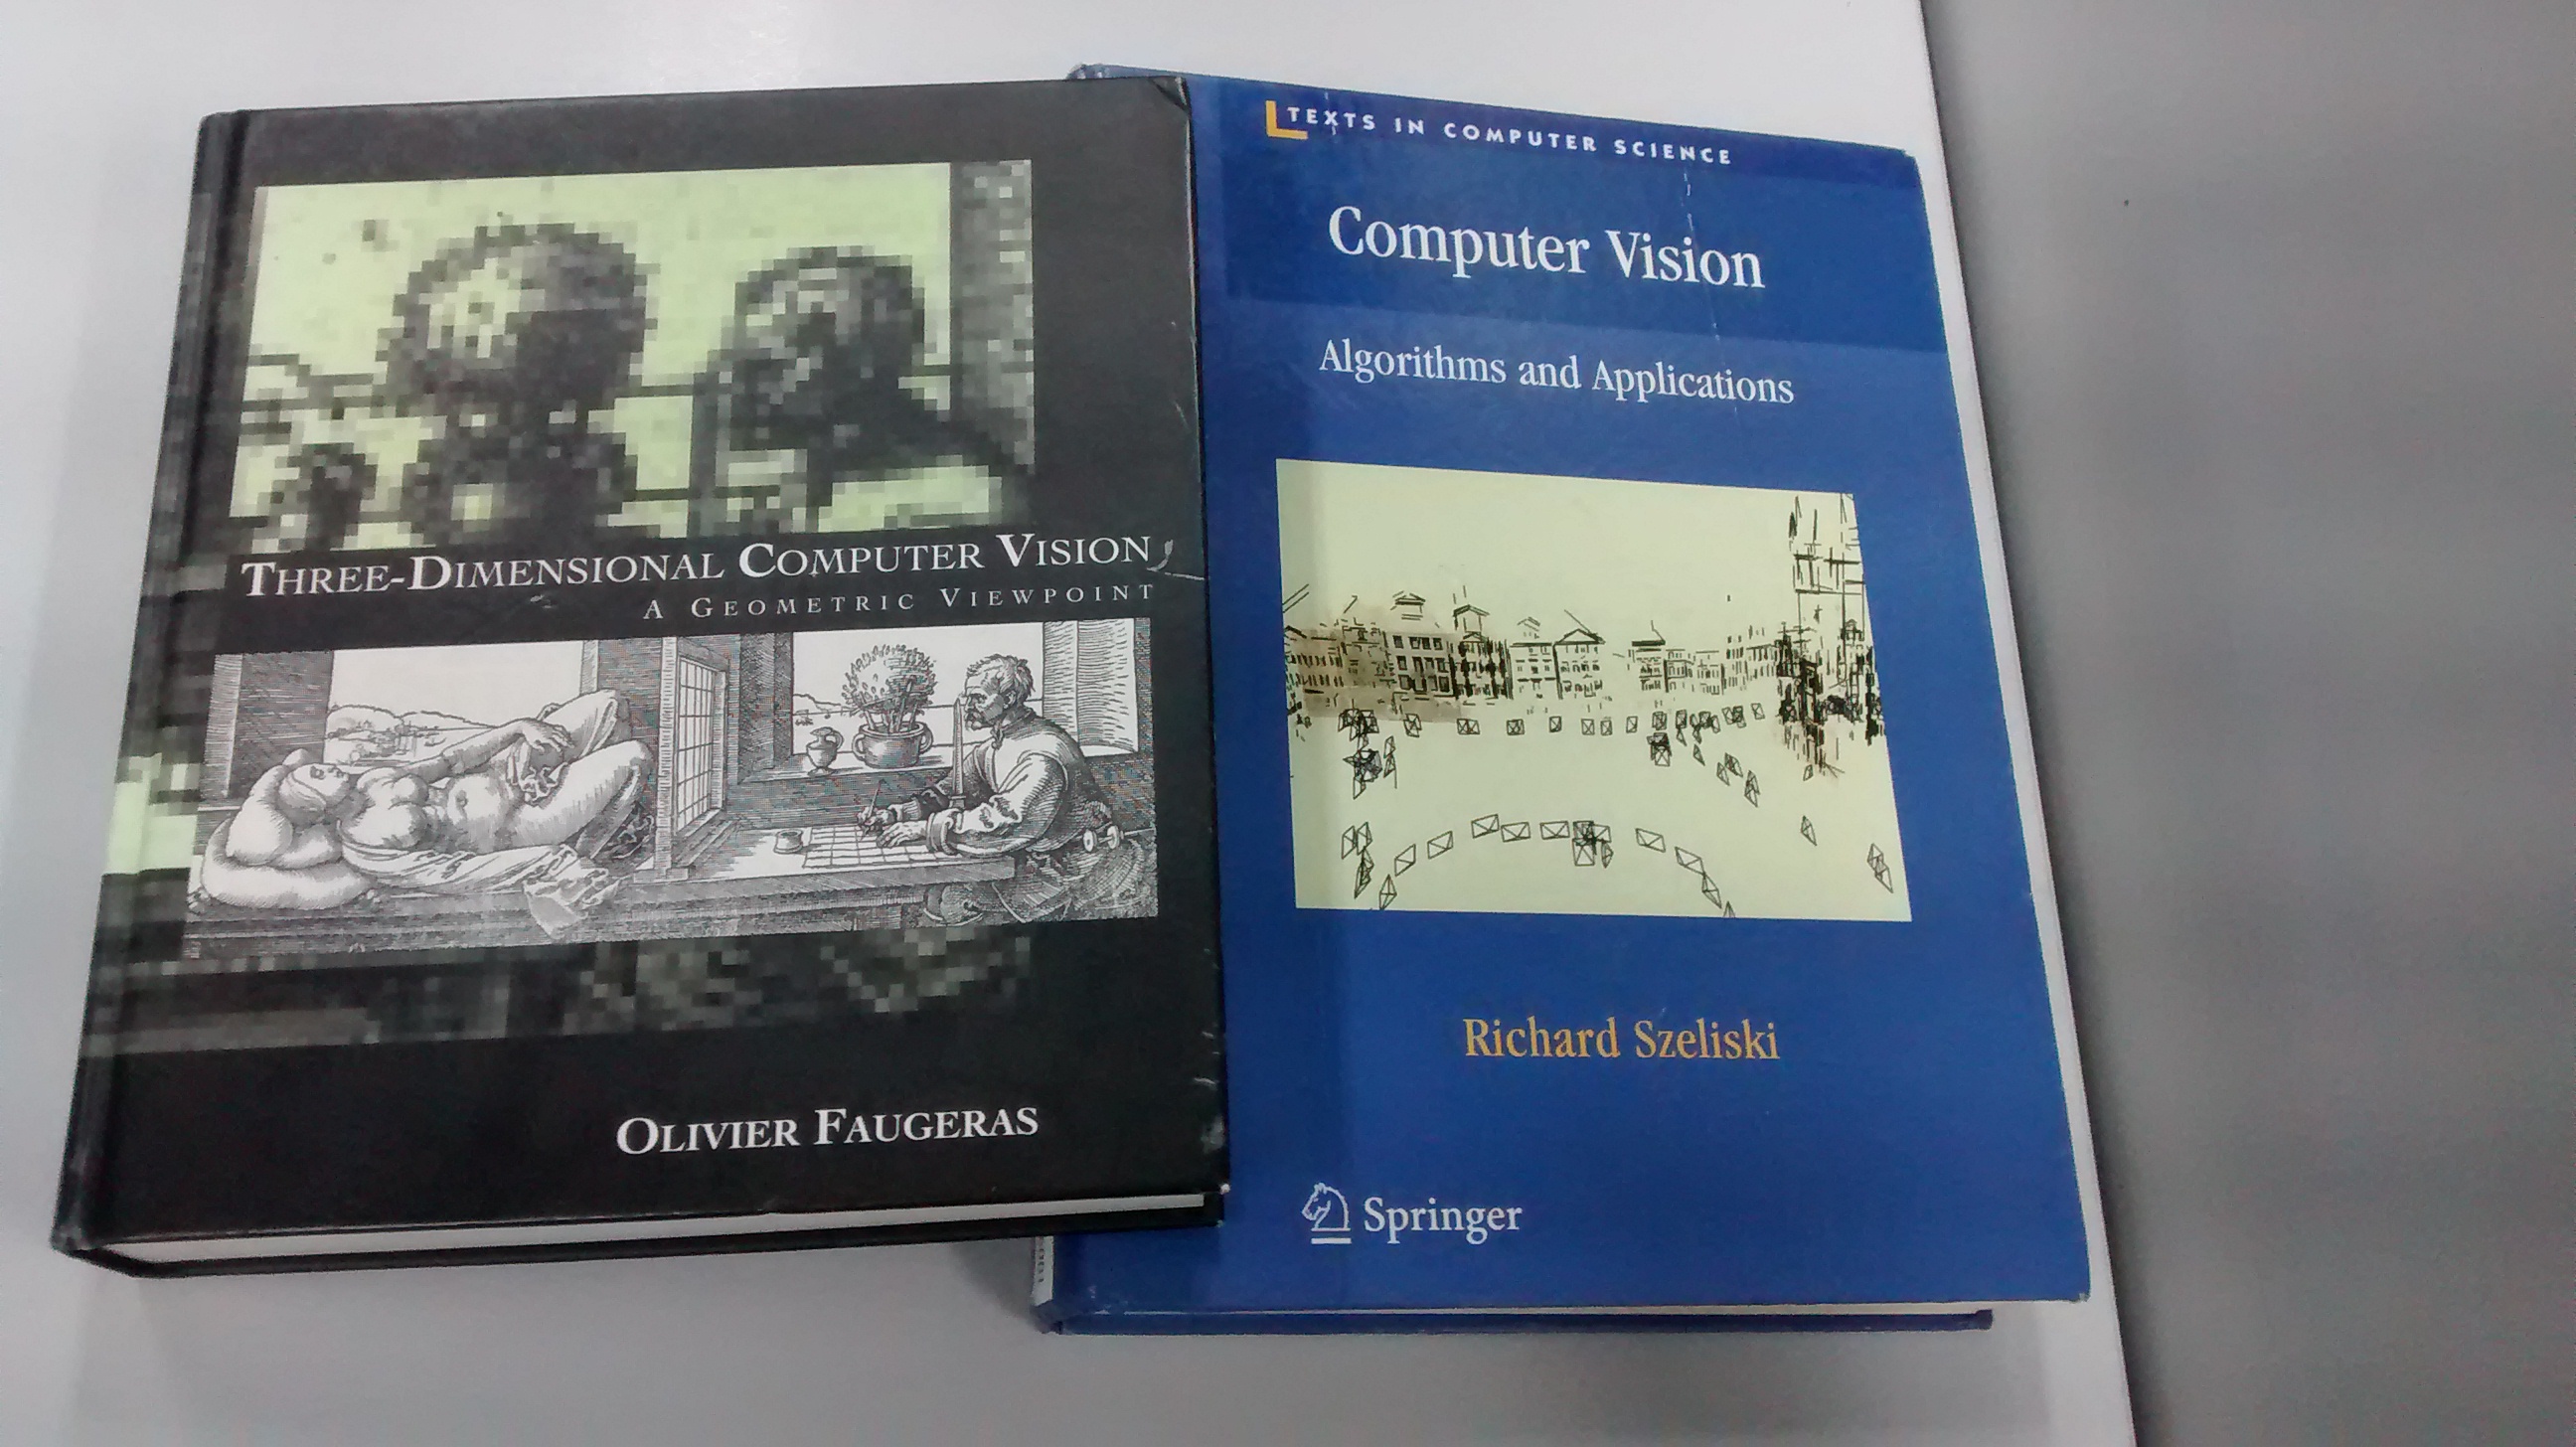 THREE-DIMENSIONAL COMPUTER VISION
A GEOMETRIC VIEWPOINT
OLIVIER FAUGERAS
TEXTS IN COMPUTER SCIENCE
Computer Vision
Algorithms and Applications
Richard Szeliski
Springer